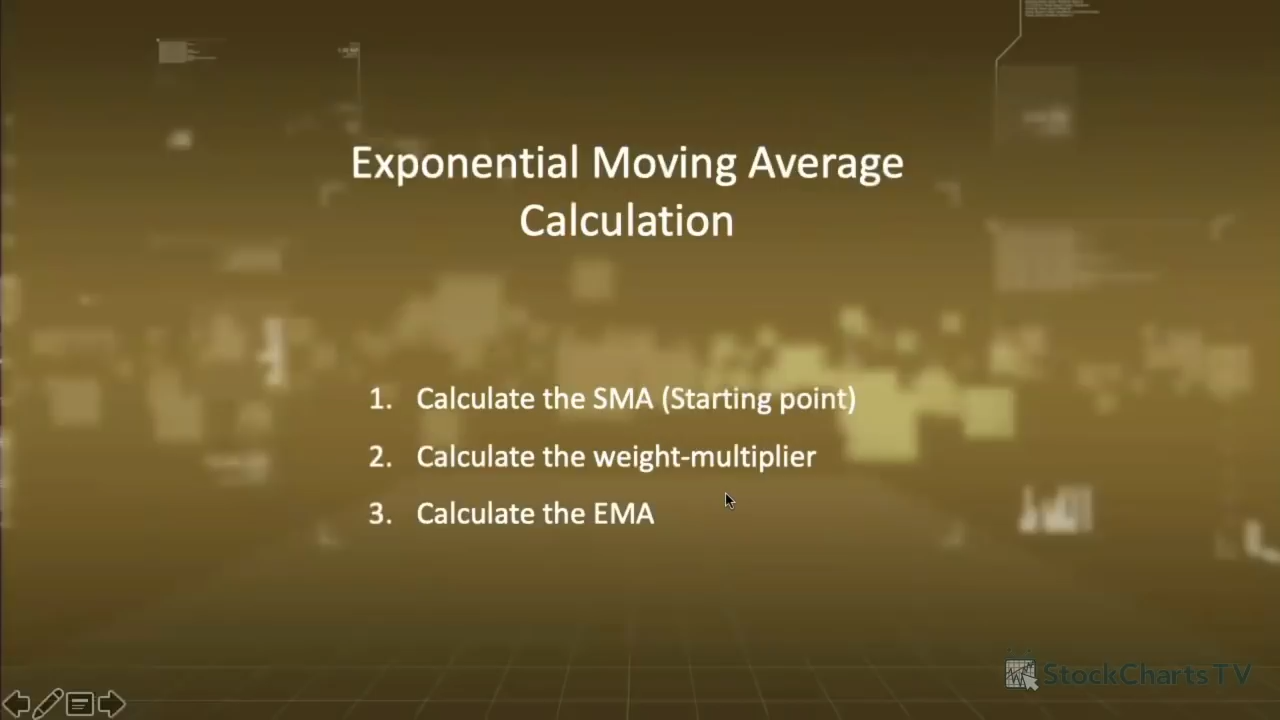 Exponential Moving Average
Calculation
1. Calculate the SMA (Starting point)
2. Calculate the weight-multiplier
3. Calculate the EMA
StockChartsTV